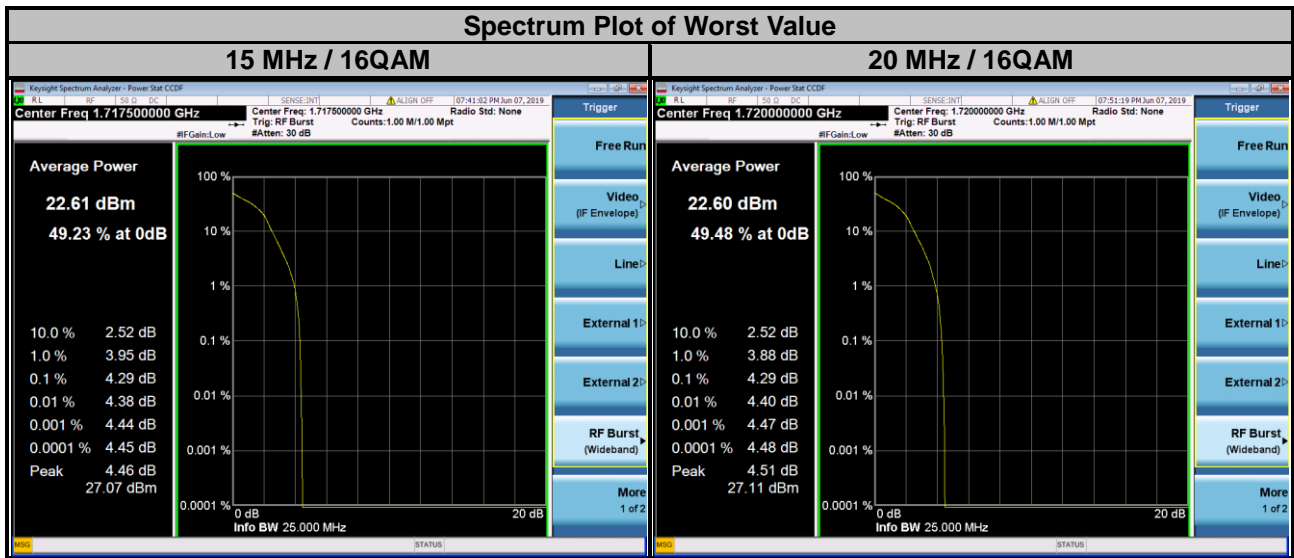 Spectrum Plot of Worst Value
15 MHz / 16QAM
20 MHz / 16QAM
Keysight Spectrum Analyzer - Power Stat CCDF
RL RF 50 Ω DC SENSE:INT ALIGN OFF 07:41:02 PM Jun 07, 2019
Center Freq 1.717500000 GHz
Center Freq: 1.717500000 GHz Radio Std: None
Trig: RF Burst Counts:1.00 M/1.00 Mpt
#IFGain:Low #Atten: 30 dB
Average Power
22.61 dBm
49.23 % at 0dB
10.0 % 2.52 dB
1.0 % 3.95 dB
0.1 % 4.29 dB
0.01 % 4.38 dB
0.001 % 4.44 dB
0.0001 % 4.45 dB
Peak 4.46 dB
27.07 dBm
100 %
10 %
1 %
0.1 %
0.01 %
0.001 %
0.0001 %
0 dB 20 dB
Info BW 25.000 MHz
Trigger
Free Run
Video
(IF Envelope)
Line
External 1
External 2
RF Burst
(Wideband)
More
1 of 2
MSG STATUS
Keysight Spectrum Analyzer - Power Stat CCDF
RL RF 50 Ω DC SENSE:INT ALIGN OFF 07:51:19 PM Jun 07, 2019
Center Freq 1.720000000 GHz
Center Freq: 1.720000000 GHz Radio Std: None
Trig: RF Burst Counts:1.00 M/1.00 Mpt
#IFGain:Low #Atten: 30 dB
Average Power
22.60 dBm
49.48 % at 0dB
10.0 % 2.52 dB
1.0 % 3.88 dB
0.1 % 4.29 dB
0.01 % 4.40 dB
0.001 % 4.47 dB
0.0001 % 4.48 dB
Peak 4.51 dB
27.11 dBm
100 %
10 %
1 %
0.1 %
0.01 %
0.001 %
0.0001 %
0 dB 20 dB
Info BW 25.000 MHz
Trigger
Free Run
Video
(IF Envelope)
Line
External 1
External 2
RF Burst
(Wideband)
More
1 of 2
MSG STATUS